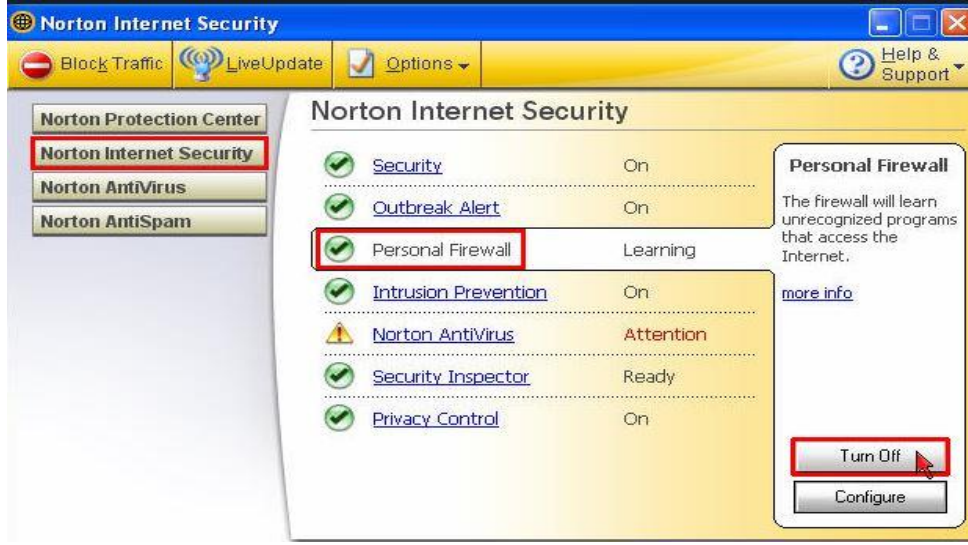 Norton Internet Security
Block Traffic
LiveUpdate
Options
Help &
Support
Norton Protection Center
Norton Internet Security
Norton AntiVirus
Norton AntiSpam
Norton Internet Security
Security On
Outbreak Alert On
Personal Firewall Learning
Intrusion Prevention On
Norton AntiVirus Attention
Security Inspector Ready
Privacy Control On
Personal Firewall
The firewall will learn
unrecognized programs
that access the
Internet.
more info
Turn Off
Configure